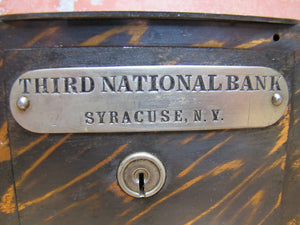 THIRD NATIONAL BANK
SYRACUSE, N.Y.